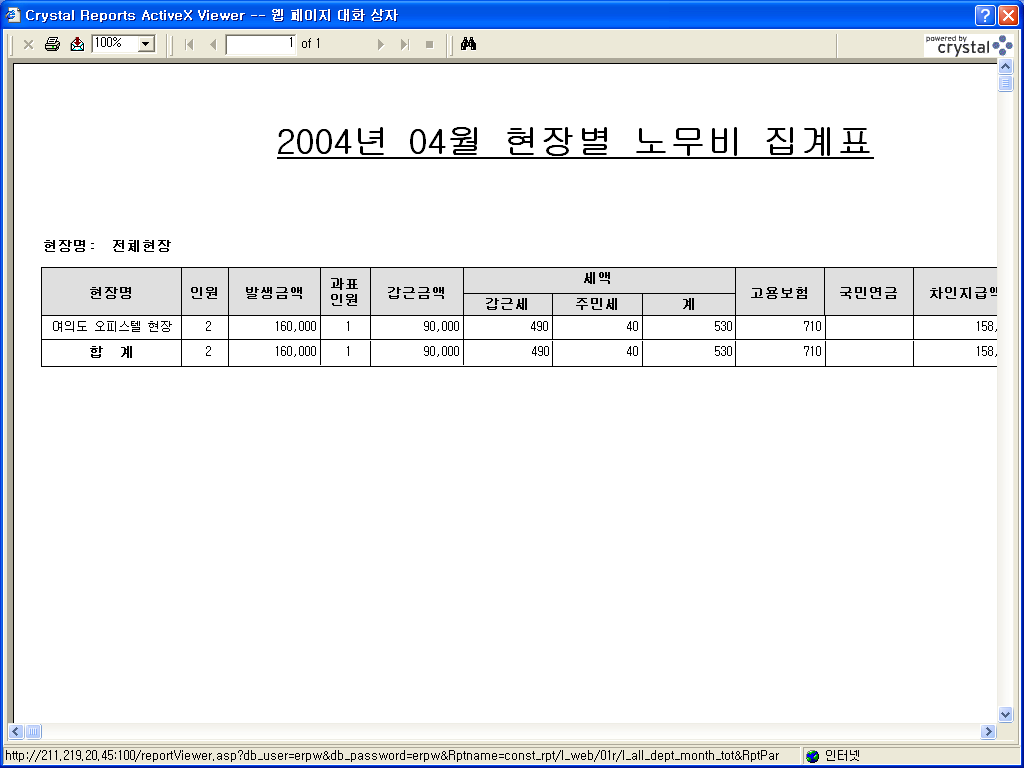 Crystal Reports ActiveX Viewer -- 웹 페이지 대화 상자
100% 1 of 1 powered by crystal
2004년 04월 현장별 노무비 집계표
현장명 : 전체현장
현장명 인원 발생금액 과표 인원 갑근금액 세액 고용보험 국민연금 차인지급액
갑근세 주민세 계
여의도 오피스텔 현장 2 160,000 1 90,000 490 40 530 710 158,
합 계 2 160,000 1 90,000 490 40 530 710 158,
http://211,219,20,45:100/reportViewer,asp?db_user=erpw&db_password=erpw&Rptname=const_rpt/l_web/01r/l_all_dept_month_tot&RptPar 인터넷